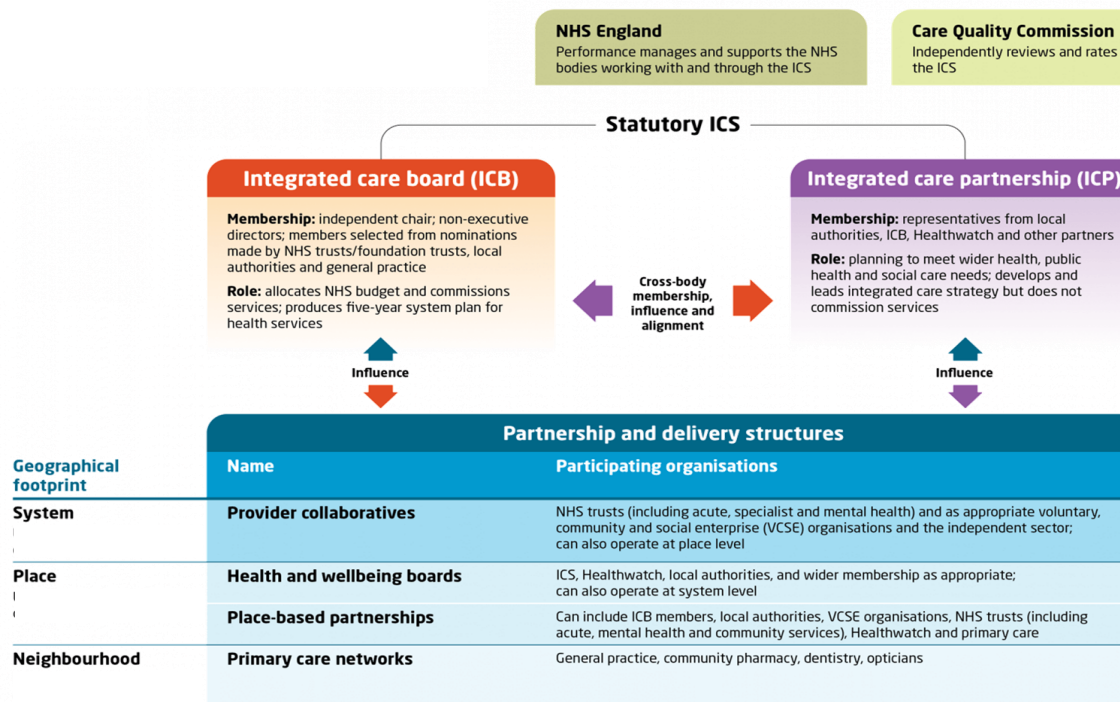 NHS England
Performance manages and supports the NHS
bodies working with and through the ICS
Care Quality Commission
Independently reviews and rates
the ICS
Statutory ICS
Integrated care board (ICB)
Membership: independent chair; non-executive
directors; members selected from nominations
made by NHS trusts/foundation trusts, local
authorities and general practice
Role: allocates NHS budget and commissions
services; produces five-year system plan for
health services
Cross-body
membership,
influence and
alignment
Integrated care partnership (ICP)
Membership: representatives from local
authorities, ICB, Healthwatch and other partners
Role: planning to meet wider health, public
health and social care needs; develops and
leads integrated care strategy but does not
commission services
Influence
Influence
Partnership and delivery structures
Geographical
footprint
Name
Participating organisations
System
Provider collaboratives
NHS trusts (including acute, specialist and mental health) and as appropriate voluntary,
community and social enterprise (VCSE) organisations and the independent sector;
can also operate at place level
Place
Health and wellbeing boards
ICS, Healthwatch, local authorities, and wider membership as appropriate;
can also operate at system level
Place-based partnerships
Can include ICB members, local authorities, VCSE organisations, NHS trusts (including
acute, mental health and community services), Healthwatch and primary care
Neighbourhood
Primary care networks
General practice, community pharmacy, dentistry, opticians